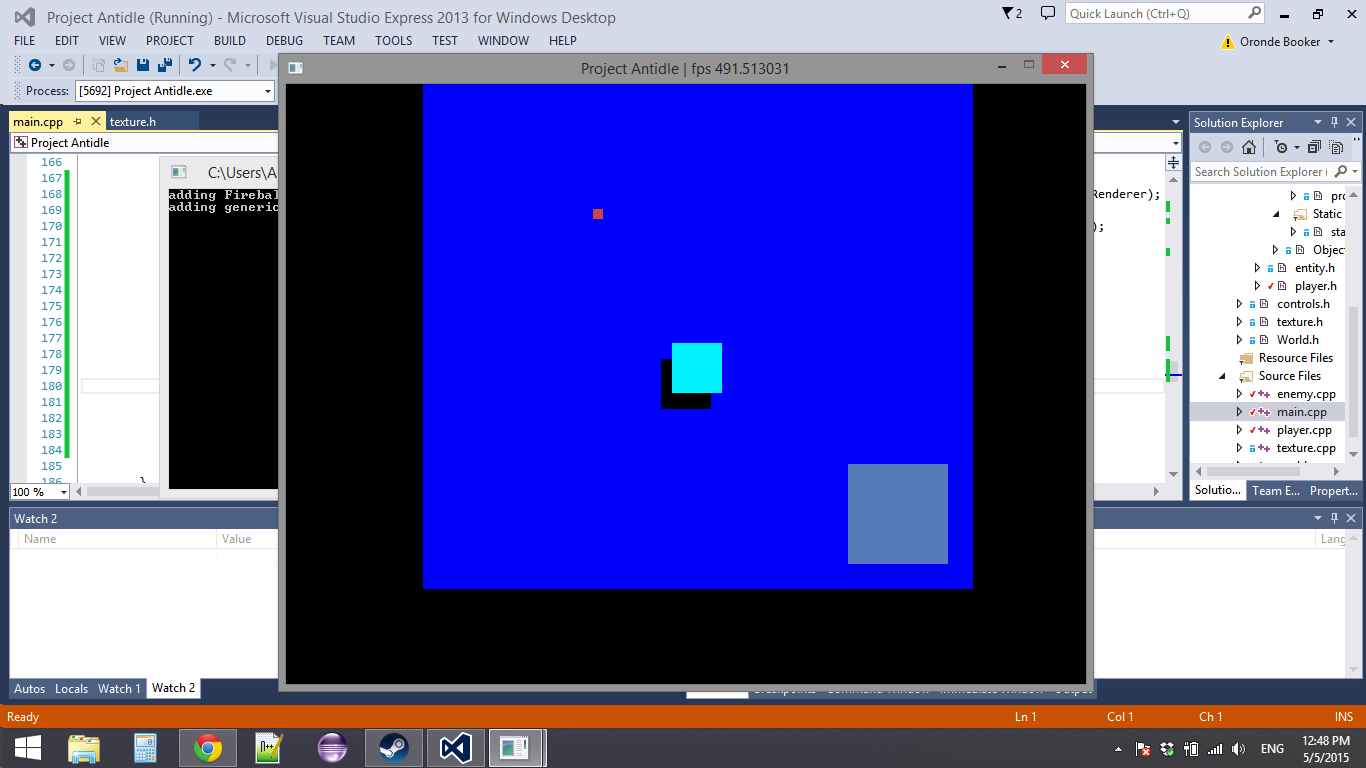 Project Antidle (Running) - Microsoft Visual Studio Express 2013 for Windows Desktop
2
Quick Launch (Ctrl+Q)
FILE EDIT VIEW PROJECT BUILD DEBUG TEAM TOOLS TEST WINDOW HELP
Oronde Booker
Process: [5692] Project Antidle.exe
Project Antidle | fps 491.513031
main.cpp texture.h
Project Antidle
Solution Explorer
Search Solution Explorer (
166
167
168
169
170
171
172
173
174
175
176
177
178
179
180
181
182
183
184
185
186 }
C:\Users\A
adding Firebal
adding generic
Renderer);
);
pro
Static
sta
Objec
entity.h
player.h
controls.h
texture.h
World.h
Resource Files
Source Files
enemy.cpp
main.cpp
player.cpp
texture.cpp
100 %
Solutio... Team E... Propert...
Watch 2
Name Value Lang
Autos Locals Watch 1 Watch 2
Ready Ln 1 Col 1 Ch 1 INS
ENG
12:48 PM
5/5/2015